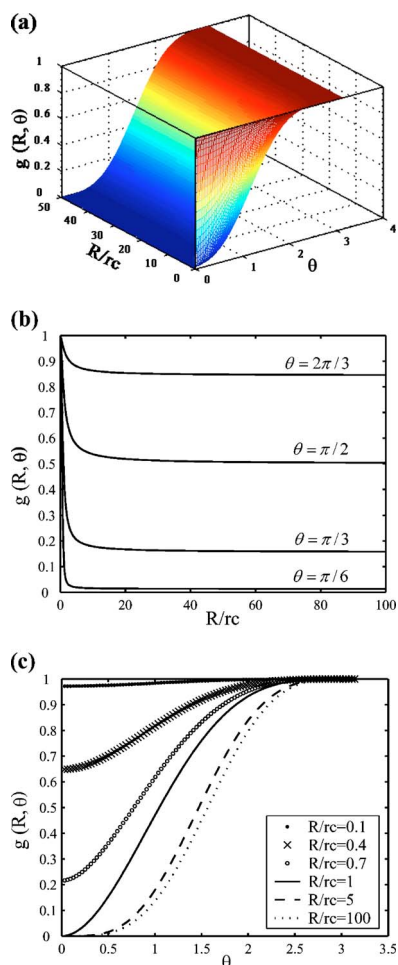 (a)
1
0.8
0.6
0.4
0.2
0
g (R, θ)
50
40
30
20
10
0
R/rc
0
1
2
3
4
θ
(b)
1
0.9
0.8
0.7
0.6
0.5
0.4
0.3
0.2
0.1
0
g (R, θ)
θ = 2π/3
θ = π/2
θ = π/3
θ = π/6
0 20 40 60 80 100
R/rc
(c)
1
0.9
0.8
0.7
0.6
0.5
0.4
0.3
0.2
0.1
0
g (R, θ)
R/rc=0.1
R/rc=0.4
R/rc=0.7
R/rc=1
R/rc=5
R/rc=100
0 0.5 1 1.5 2 2.5 3 3.5
θ